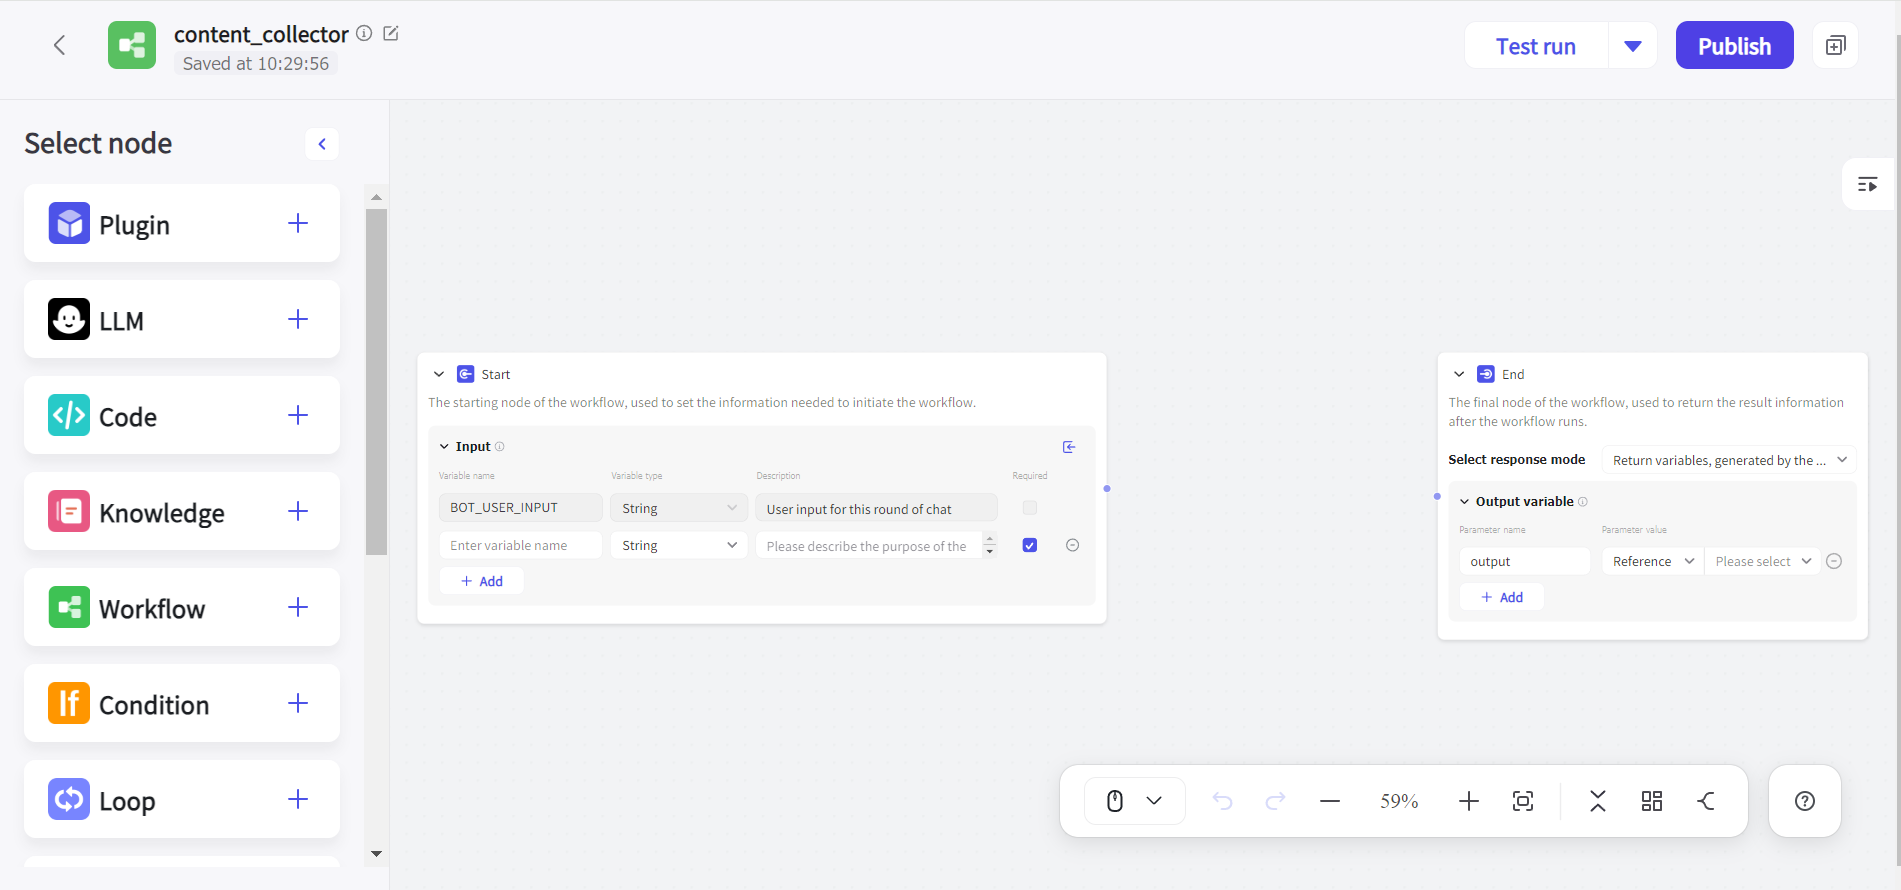 content_collector
Saved at 10:29:56
Test run
Publish
Select node
Plugin
LLM
Code
Knowledge
Workflow
If
Condition
Loop
Start
The starting node of the workflow, used to set the information needed to initiate the workflow.
Input
Variable name Variable type Description Required
BOT_USER_INPUT String User input for this round of chat
Enter variable name String Please describe the purpose of the
+ Add
End
The final node of the workflow, used to return the result information
after the workflow runs.
Select response mode Return variables, generated by the ...
Output variable
Parameter name Parameter value
output Reference Please select
+ Add
59%